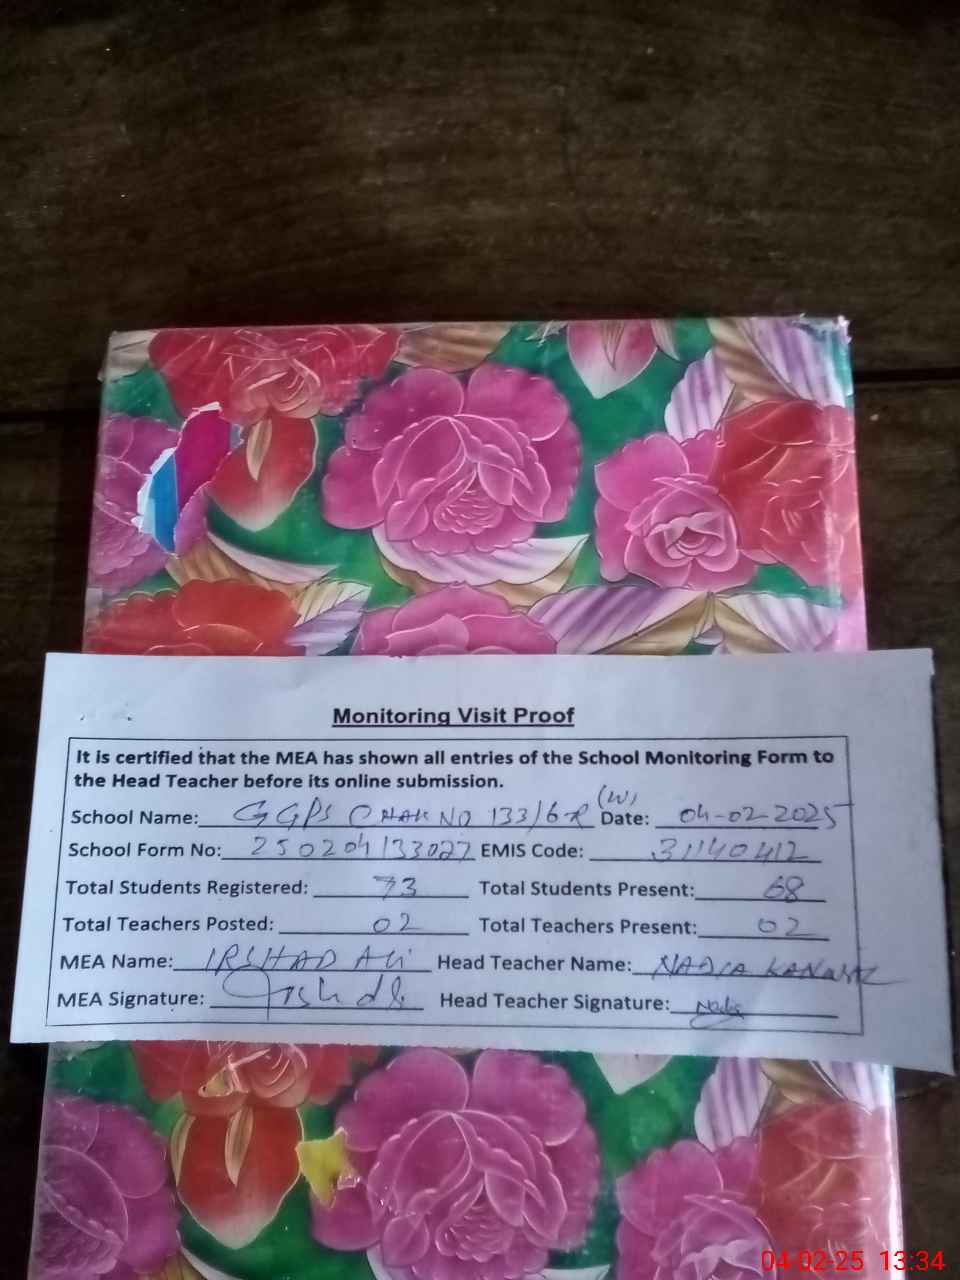 Monitoring Visit Proof
It is certified that the MEA has shown all entries of the School Monitoring Form to
the Head Teacher before its online submission.
School Name: GGPS CHAK NO 133/6-R (W) Date: 04-02-2025
School Form No: 250204133027 EMIS Code: 31140412
Total Students Registered: 73 Total Students Present: 68
Total Teachers Posted: 02 Total Teachers Present: 02
MEA Name: IRSHAD Ali Head Teacher Name: NADIA KANWAL
MEA Signature: Head Teacher Signature:
04-02-25 13:34